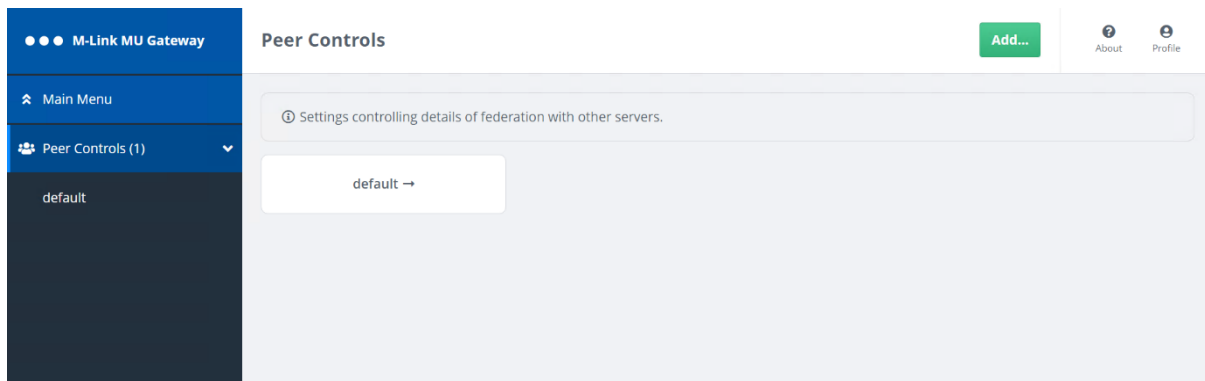 M-Link MU Gateway
Peer Controls
Add...
About
Profile
Main Menu
Settings controlling details of federation with other servers.
Peer Controls (1)
default →
default